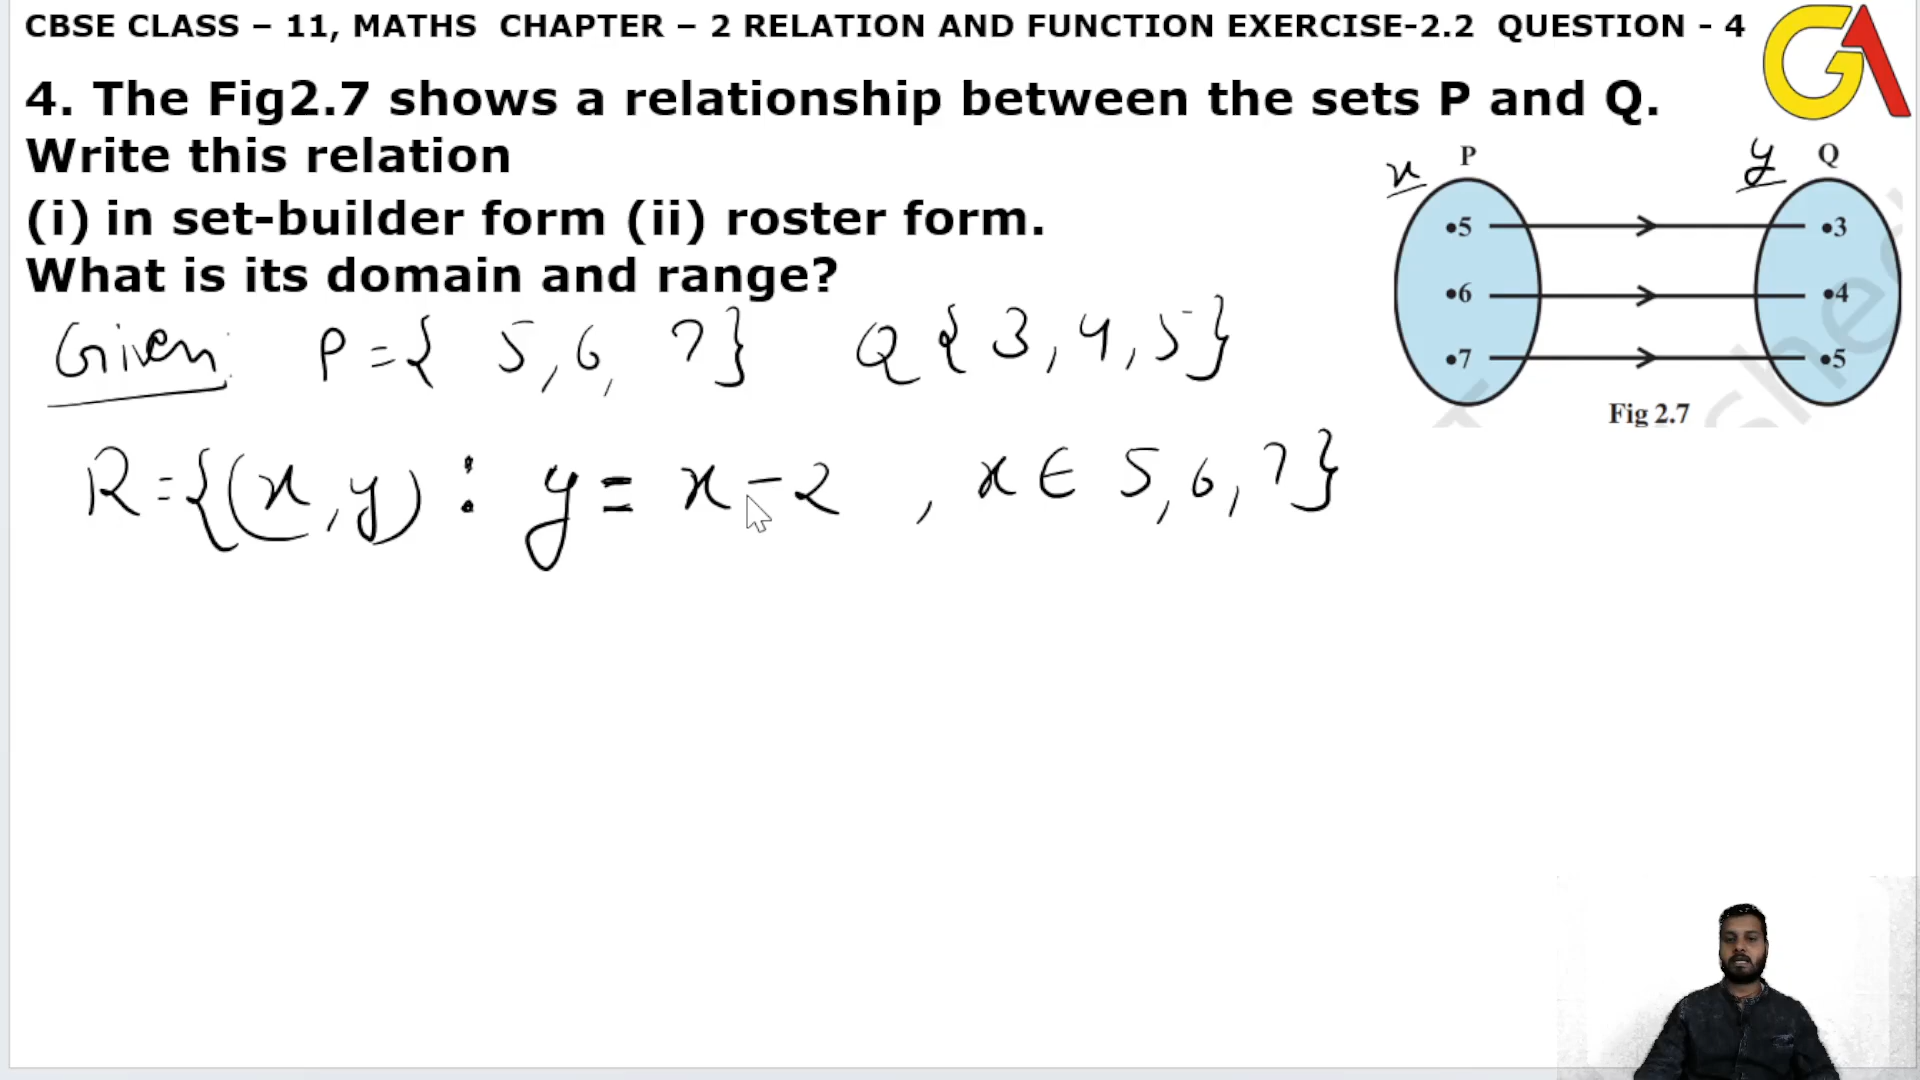 CBSE CLASS – 11, MATHS CHAPTER – 2 RELATION AND FUNCTION EXERCISE-2.2 QUESTION - 4
GA
4. The Fig2.7 shows a relationship between the sets P and Q.
Write this relation
(i) in set-builder form (ii) roster form.
What is its domain and range?
x P y Q
•5 •3
•6 •4
•7 •5
Fig 2.7
Given: P = { 5, 6, 7 } Q { 3, 4, 5 }
R = {(x, y) : y = x - 2 , x ∈ 5, 6, 7 }